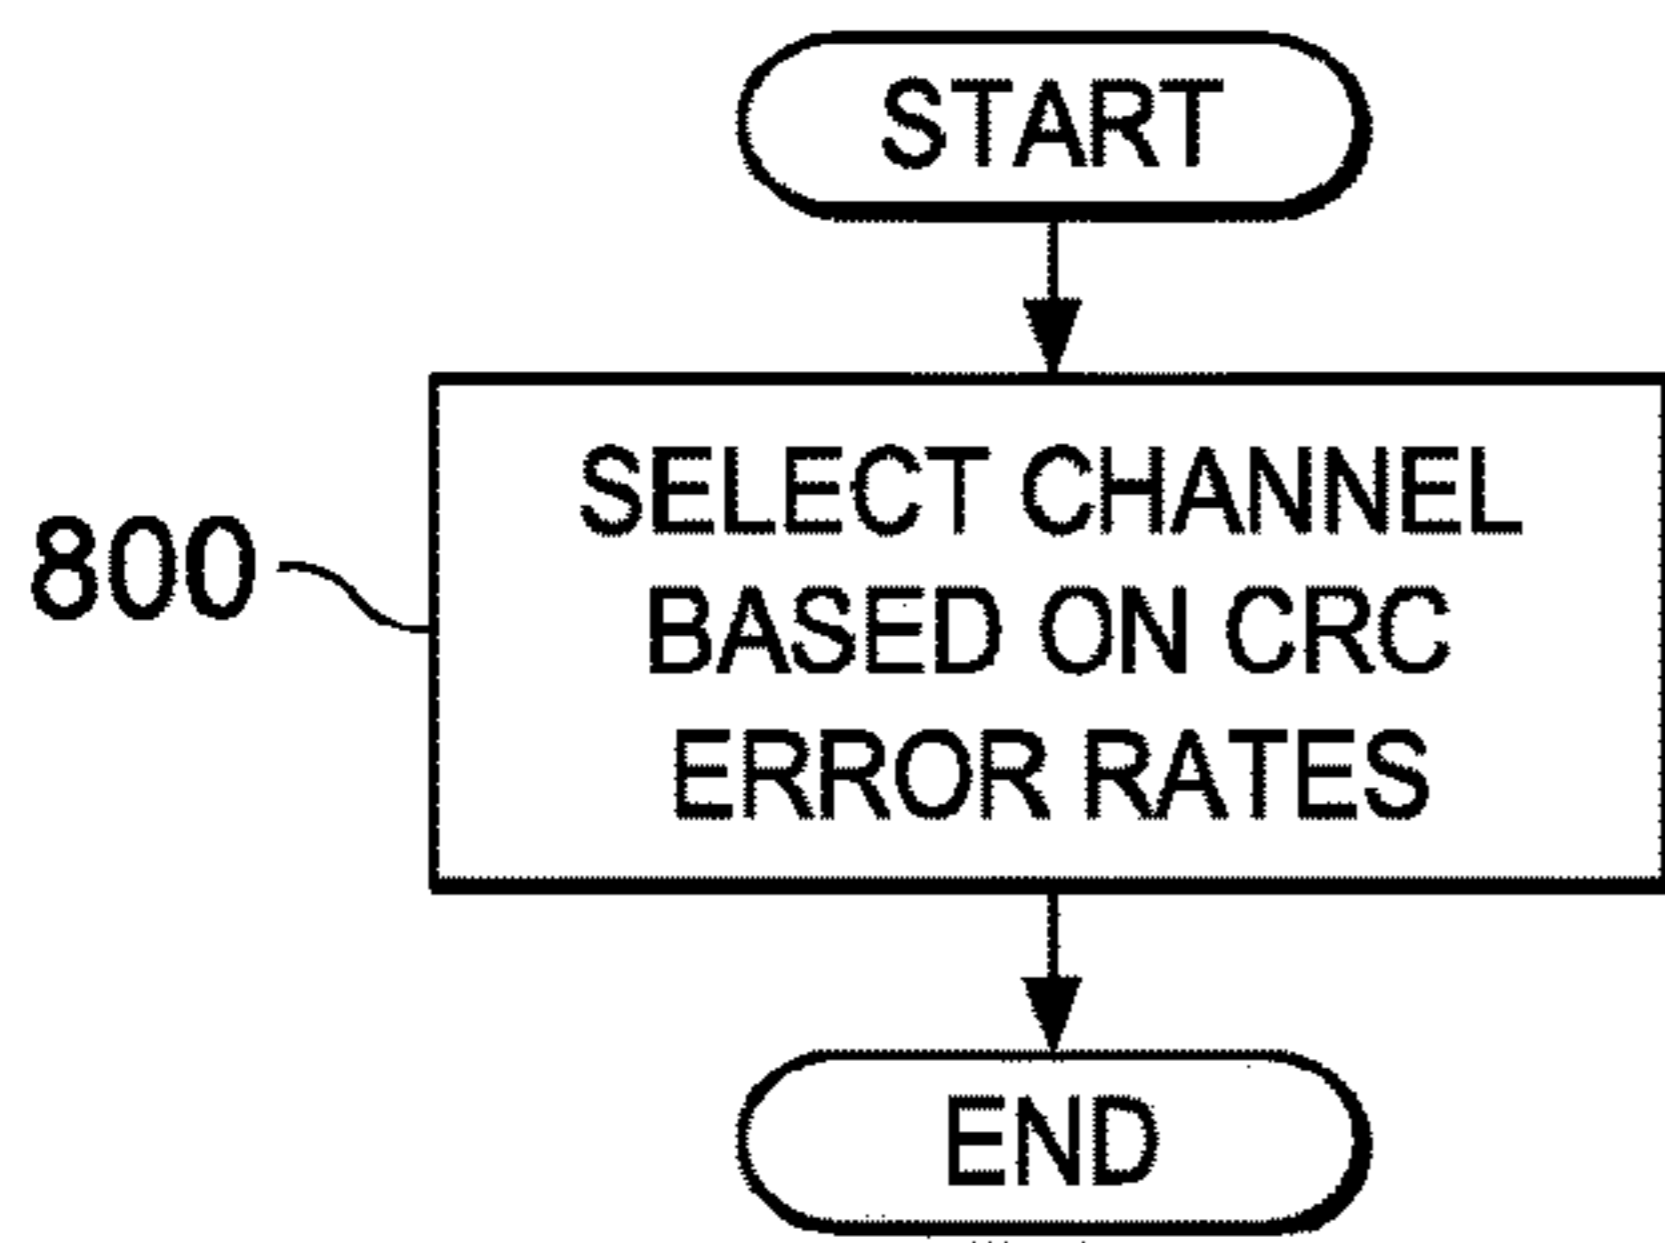 START
800
SELECT CHANNEL
BASED ON CRC
ERROR RATES
END